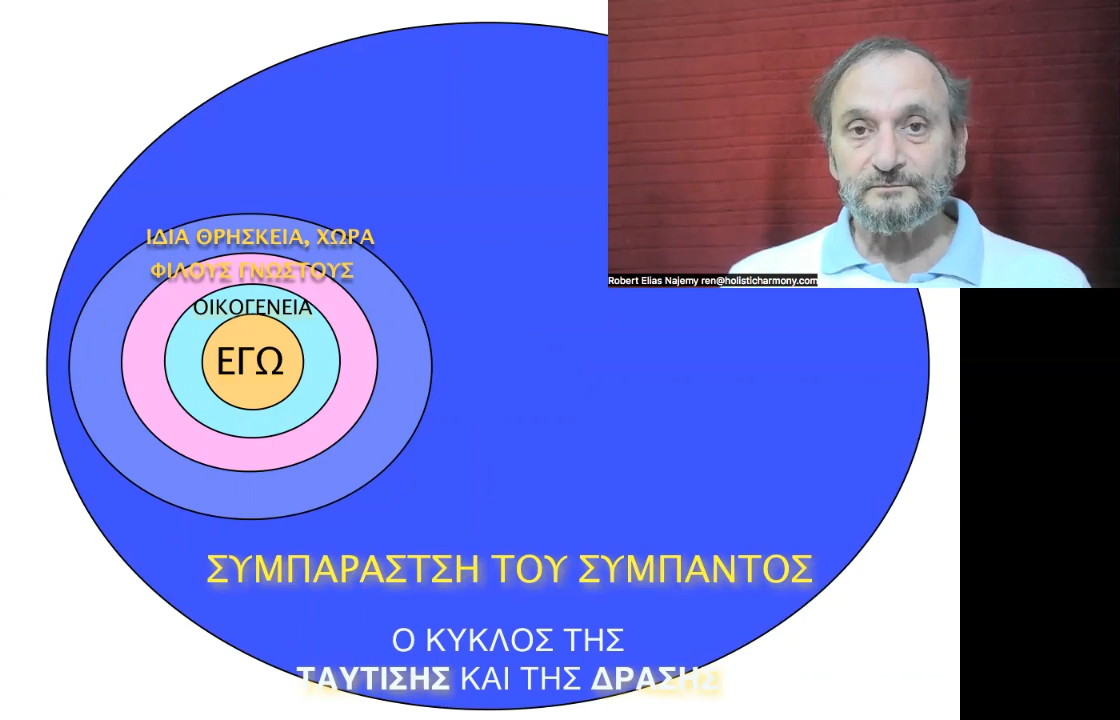 ΙΔΙΑ ΘΡΗΣΚΕΙΑ, ΧΩΡΑ
ΦΙΛΟΥΣ ΓΝΩΣΤΟΥΣ
ΟΙΚΟΓΕΝΕΙΑ
ΕΓΩ
Robert Elias Najemy ren@holisticharmony.com
ΣΥΜΠΑΡΑΣΤΣΗ ΤΟΥ ΣΥΜΠΑΝΤΟΣ
Ο ΚΥΚΛΟΣ ΤΗΣ
ΤΑΥΤΙΣΗΣ ΚΑΙ ΤΗΣ ΔΡΑΣΗΣ